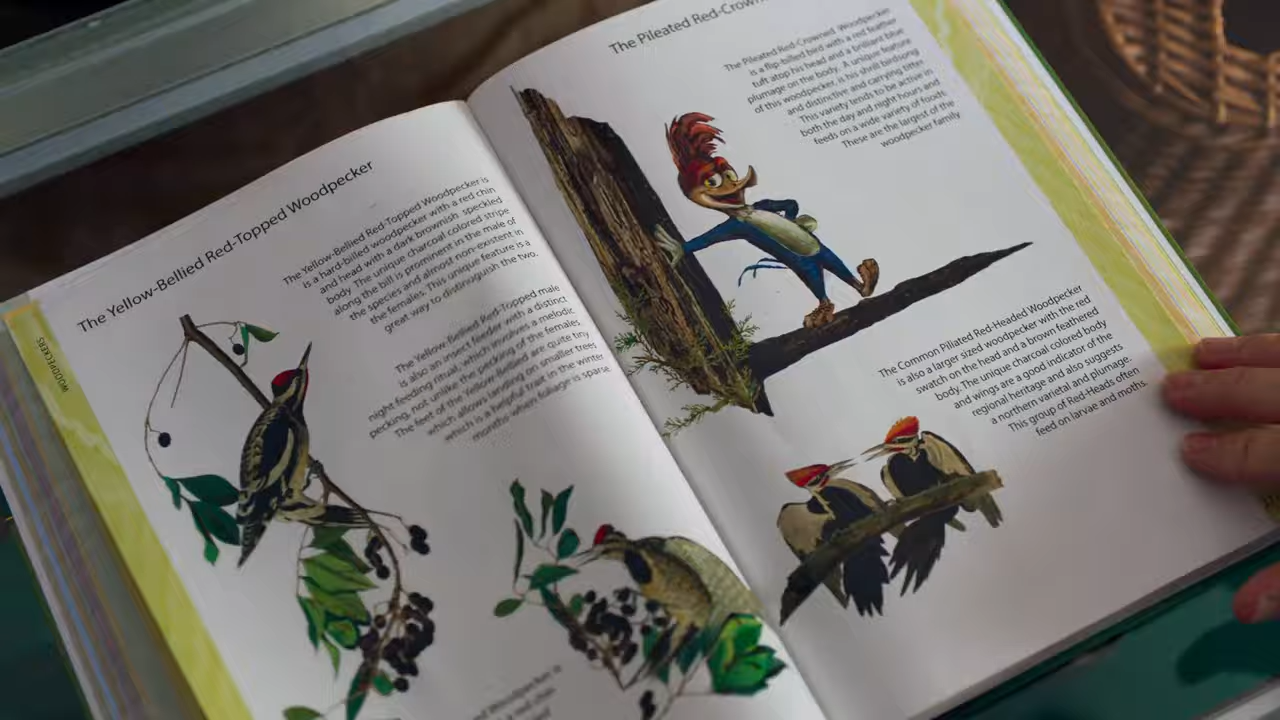 WOODPECKERS
The Yellow-Bellied Red-Topped Woodpecker
The Yellow-Bellied Red-Topped Woodpecker is
is a hard-billed woodpecker with a red chin
and head with a dark brownish speckled
body. The unique charcoal colored stripe
along the bill is prominent in the male of
the species and almost non-existent in
the females. This unique feature is a
great way to distinguish the two.
The Yellow-Bellied Red-Topped male
is also an insect feeder with a distinct
night-feeding ritual, which involves a melodic
pecking, not unlike the pecking of the females.
The feet of the Yellow-Bellied are quite tiny
which allows landing on smaller trees
which is a helpful trait in the winter
months when foliage is sparse.
Woodpecker is
a red chin
The Pileated Red-Crown
The Pileated Red-Crowned Woodpecker
is a flip-billed bird with a red feather
tuft atop his head and a brilliant blue
plumage on the body. A unique feature
of this woodpecker, is his shrill birdsong
and distinctive and carrying titter.
This variety tends to be active in
both the day and night hours and
feeds on a wide variety of foods.
These are the largest of the
woodpecker family
The Common Piliated Red-Headed Woodpecker
is also a larger sized woodpecker with the red
swatch on the head and a brown feathered
body. The unique charcoal colored body
and wings are a good indicator of the
regional heritage and also suggests
a northern varietal and plumage.
This group of Red-Heads often
feed on larvae and moths.